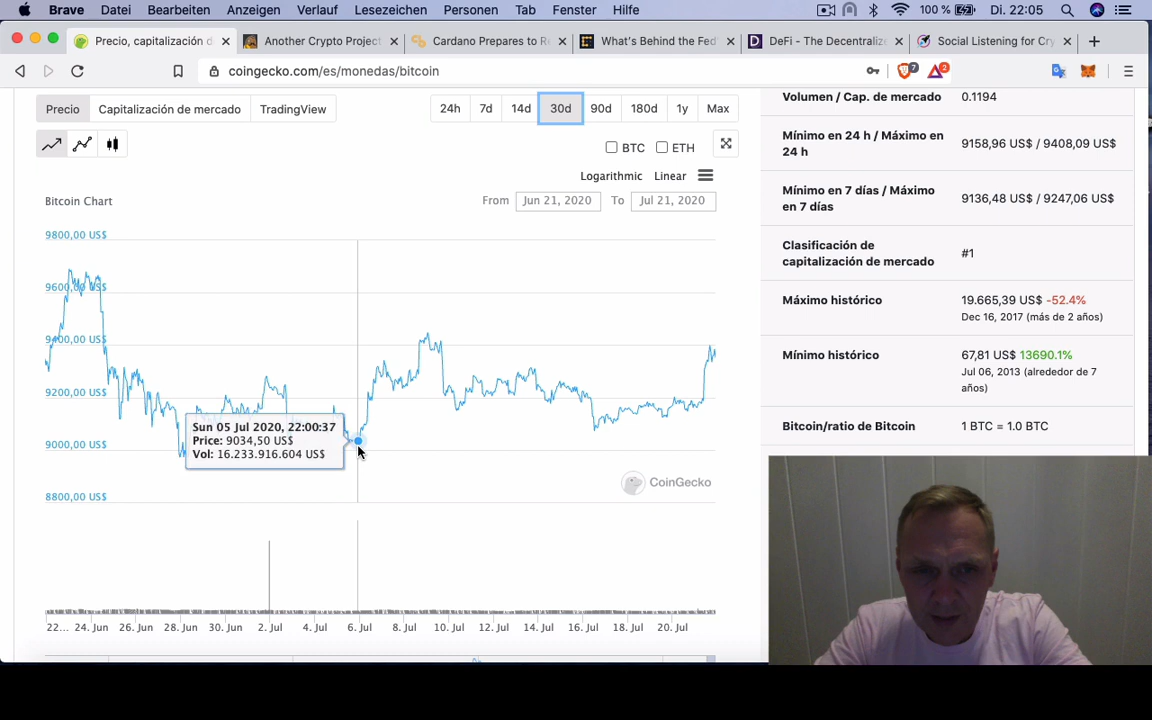 Brave Datei Bearbeiten Anzeigen Verlauf Lesezeichen Personen Tab Fenster Hilfe 100 % Di. 22:05
Precio, capitalización d
Another Crypto Project
Cardano Prepares to Re
What's Behind the Fed'
DeFi - The Decentralize
Social Listening for Cry
coingecko.com/es/monedas/bitcoin
7
2
Precio Capitalización de mercado TradingView
24h 7d 14d 30d 90d 180d 1y Max
BTC ETH
Logarithmic Linear
Bitcoin Chart
From Jun 21, 2020 To Jul 21, 2020
9800,00 US$
9600,00 US$
9400,00 US$
9200,00 US$
9000,00 US$
8800,00 US$
Sun 05 Jul 2020, 22:00:37
Price: 9034,50 US$
Vol: 16.233.916.604 US$
CoinGecko
22... 24. Jun 26. Jun 28. Jun 30. Jun 2. Jul 4. Jul 6. Jul 8. Jul 10. Jul 12. Jul 14. Jul 16. Jul 18. Jul 20. Jul
Volumen / Cap. de mercado 0.1194
Mínimo en 24 h / Máximo en
24 h
9158,96 US$ / 9408,09 US$
Mínimo en 7 días / Máximo
en 7 días
9136,48 US$ / 9247,06 US$
Clasificación de
capitalización de mercado
#1
Máximo histórico 19.665,39 US$ -52.4%
Dec 16, 2017 (más de 2 años)
Mínimo histórico 67,81 US$ 13690.1%
Jul 06, 2013 (alrededor de 7
años)
Bitcoin/ratio de Bitcoin 1 BTC = 1.0 BTC